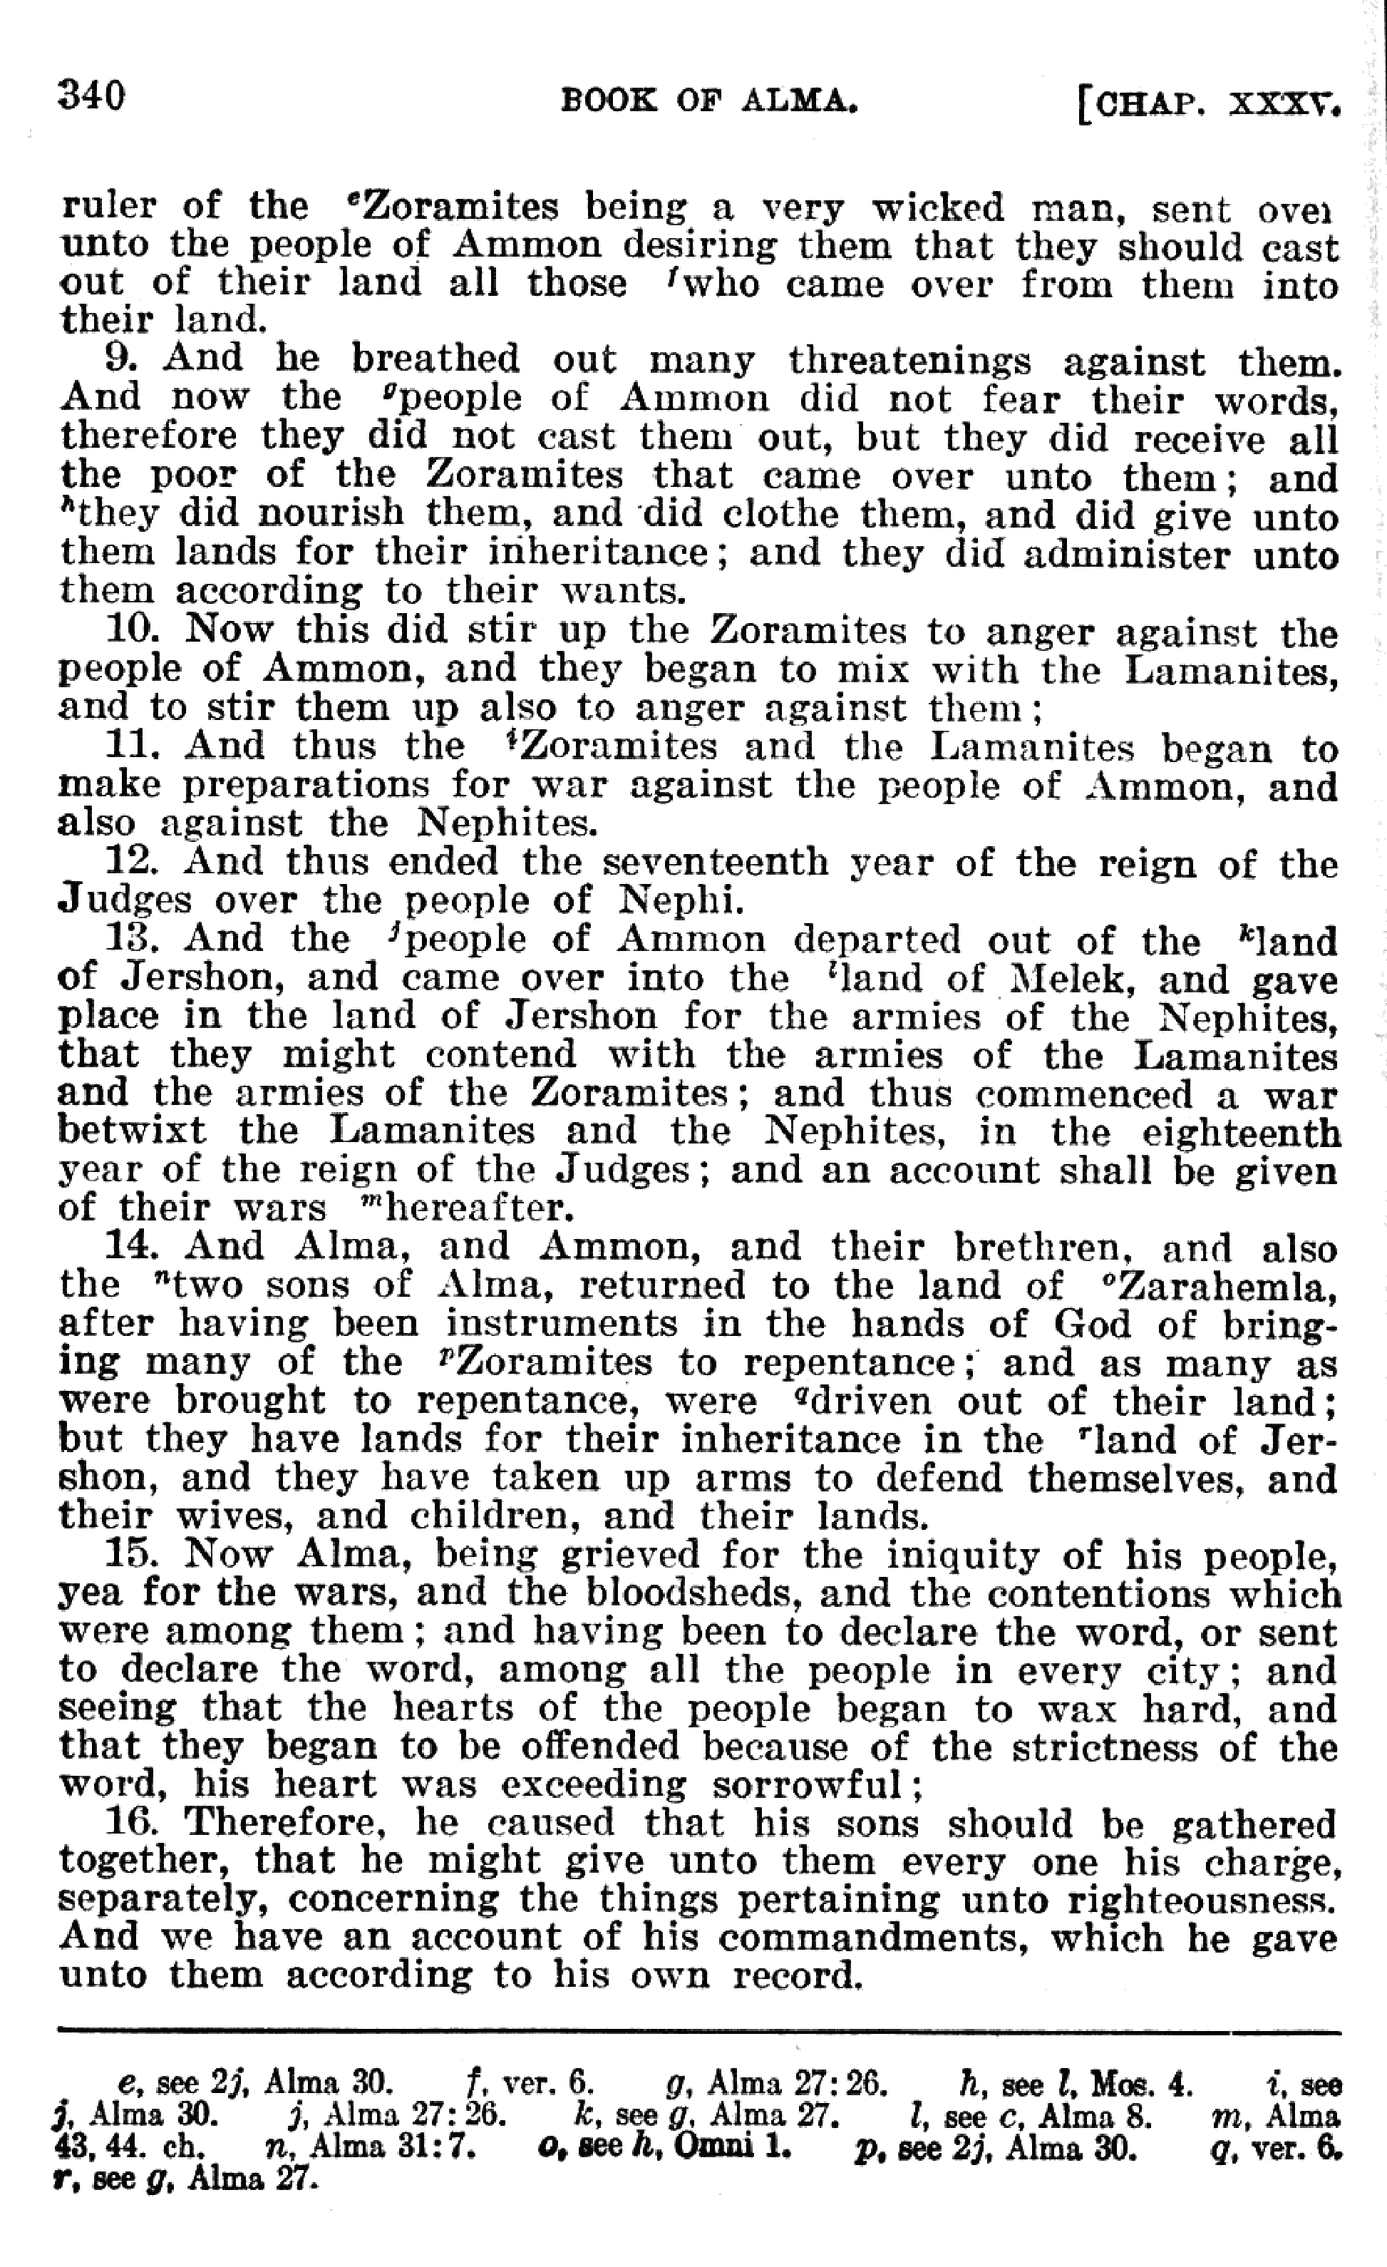 340 BOOK OF ALMA. [CHAP. XXXV.
ruler of the eZoramites being a very wicked man, sent over
unto the people of Ammon desiring them that they should cast
out of their land all those fwho came over from them into
their land.
9. And he breathed out many threatenings against them.
And now the gpeople of Ammon did not fear their words,
therefore they did not cast them out, but they did receive all
the poor of the Zoramites that came over unto them; and
hthey did nourish them, and did clothe them, and did give unto
them lands for their inheritance; and they did administer unto
them according to their wants.
10. Now this did stir up the Zoramites to anger against the
people of Ammon, and they began to mix with the Lamanites,
and to stir them up also to anger against them;
11. And thus the iZoramites and the Lamanites began to
make preparations for war against the people of Ammon, and
also against the Nephites.
12. And thus ended the seventeenth year of the reign of the
Judges over the people of Nephi.
13. And the jpeople of Ammon departed out of the kland
of Jershon, and came over into the lland of Melek, and gave
place in the land of Jershon for the armies of the Nephites,
that they might contend with the armies of the Lamanites
and the armies of the Zoramites; and thus commenced a war
betwixt the Lamanites and the Nephites, in the eighteenth
year of the reign of the Judges; and an account shall be given
of their wars mhereafter.
14. And Alma, and Ammon, and their brethren, and also
the ntwo sons of Alma, returned to the land of oZarahemla,
after having been instruments in the hands of God of bring-
ing many of the pZoramites to repentance; and as many as
were brought to repentance, were qdriven out of their land;
but they have lands for their inheritance in the rland of Jer-
shon, and they have taken up arms to defend themselves, and
their wives, and children, and their lands.
15. Now Alma, being grieved for the iniquity of his people,
yea for the wars, and the bloodsheds, and the contentions which
were among them; and having been to declare the word, or sent
to declare the word, among all the people in every city; and
seeing that the hearts of the people began to wax hard, and
that they began to be offended because of the strictness of the
word, his heart was exceeding sorrowful;
16. Therefore, he caused that his sons should be gathered
together, that he might give unto them every one his charge,
separately, concerning the things pertaining unto righteousness.
And we have an account of his commandments, which he gave
unto them according to his own record.
e, see 2j, Alma 30. f, ver. 6. g, Alma 27:26. h, see l, Mos. 4. i, see
j, Alma 30. j, Alma 27:26. k, see g, Alma 27. l, see c, Alma 8. m, Alma
43, 44. ch. n, Alma 31:7. o, see h, Omni 1. p, see 2j, Alma 30. q, ver. 6.
r, see g, Alma 27.